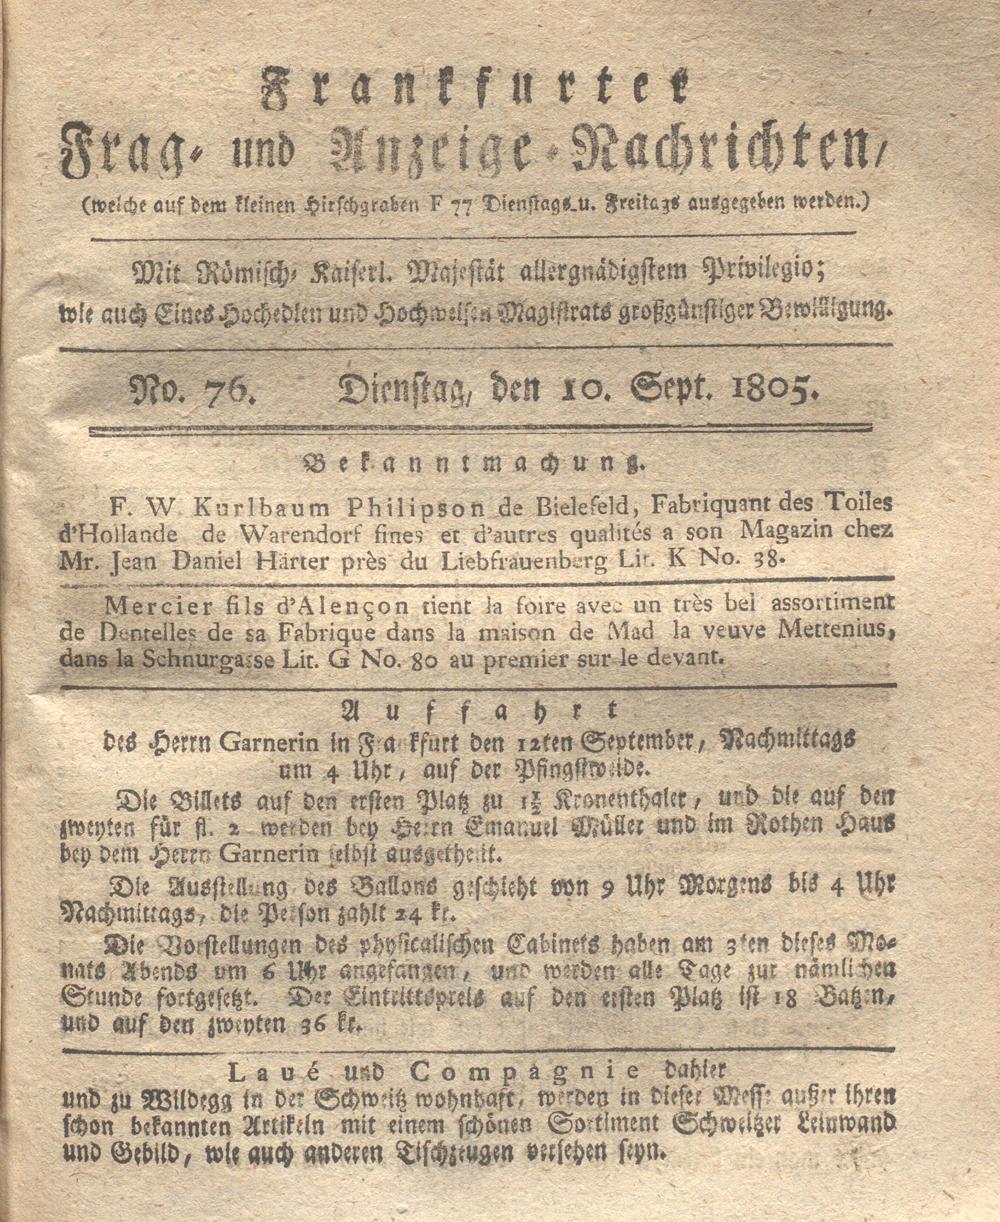 Frankfurter
Frag- und Anzeige-Nachrichten,
(welche auf dem kleinen Hirschgraben F 77 Dienstags u. Freitags ausgegeben werden.)
Mit Römisch- Kaiserl. Majestät allergnädigstem Privilegio;
wie auch Eines Hochedlen und Hochweisen Magistrats großgünstiger Bewilligung.
No. 76. Dienstag, den 10. Sept. 1805.
Bekanntmachung.
F. W Kurlbaum Philipson de Bielefeld, Fabriquant des Toiles
d'Hollande de Warendorf fines et d'autres qualités a son Magazin chez
Mr. Jean Daniel Härter près du Liebfrauenberg Lit. K No. 38.
Mercier fils d'Alençon tient la foire avec un très bel assortiment
de Dentelles de sa Fabrique dans la maison de Mad la veuve Mettenius,
dans la Schnurgasse Lit. G No. 80 au premier sur le devant.
Auffahrt
des Herrn Garnerin in Frankfurt den 12ten September, Nachmittags
um 4 Uhr, auf der Pfingstweide.
Die Billets auf den ersten Platz zu 1½ Kronenthaler, und die auf den
zweyten für fl. 2 werden bey Herrn Emanuel Müller und im Rothen Haus
bey dem Herrn Garnerin selbst ausgetheilt.
Die Ausstellung des Ballons geschieht von 9 Uhr Morgens bis 4 Uhr
Nachmittags, die Person zahlt 24 kr.
Die Vorstellungen des physicalischen Cabinets haben am 3ten dieses Mo-
nats Abends um 6 Uhr angefangen, und werden alle Tage zur nämlichen
Stunde fortgesetzt. Der Eintrittspreis auf den ersten Platz ist 18 Batzen,
und auf den zweyten 36 kr.
Laué und Compagnie dahier
und zu Wildegg in der Schweitz wohnhaft, werden in dieser Messe außer ihren
schon bekannten Artikeln mit einem schönen Sortiment Schweitzer Leinwand
und Gebild, wie auch anderen Tischzeugen versehen seyn.